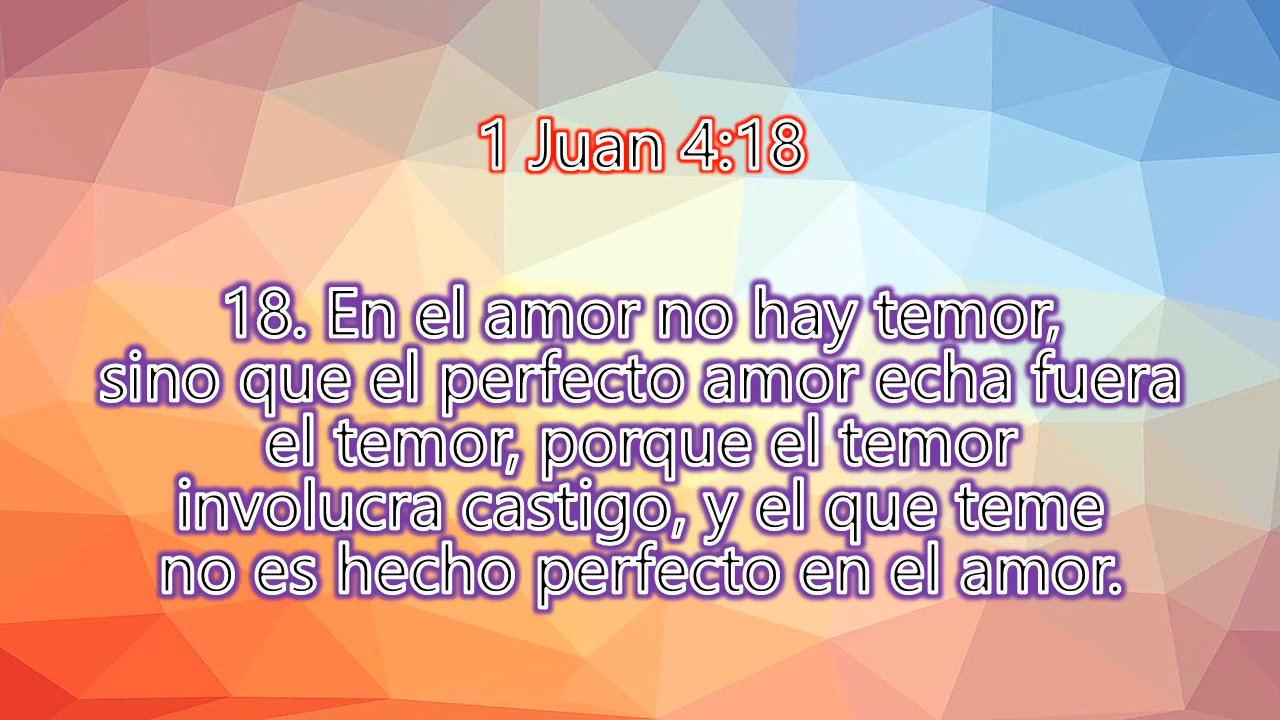 1 Juan 4:18
18. En el amor no hay temor,
sino que el perfecto amor echa fuera
el temor, porque el temor
involucra castigo, y el que teme
no es hecho perfecto en el amor.